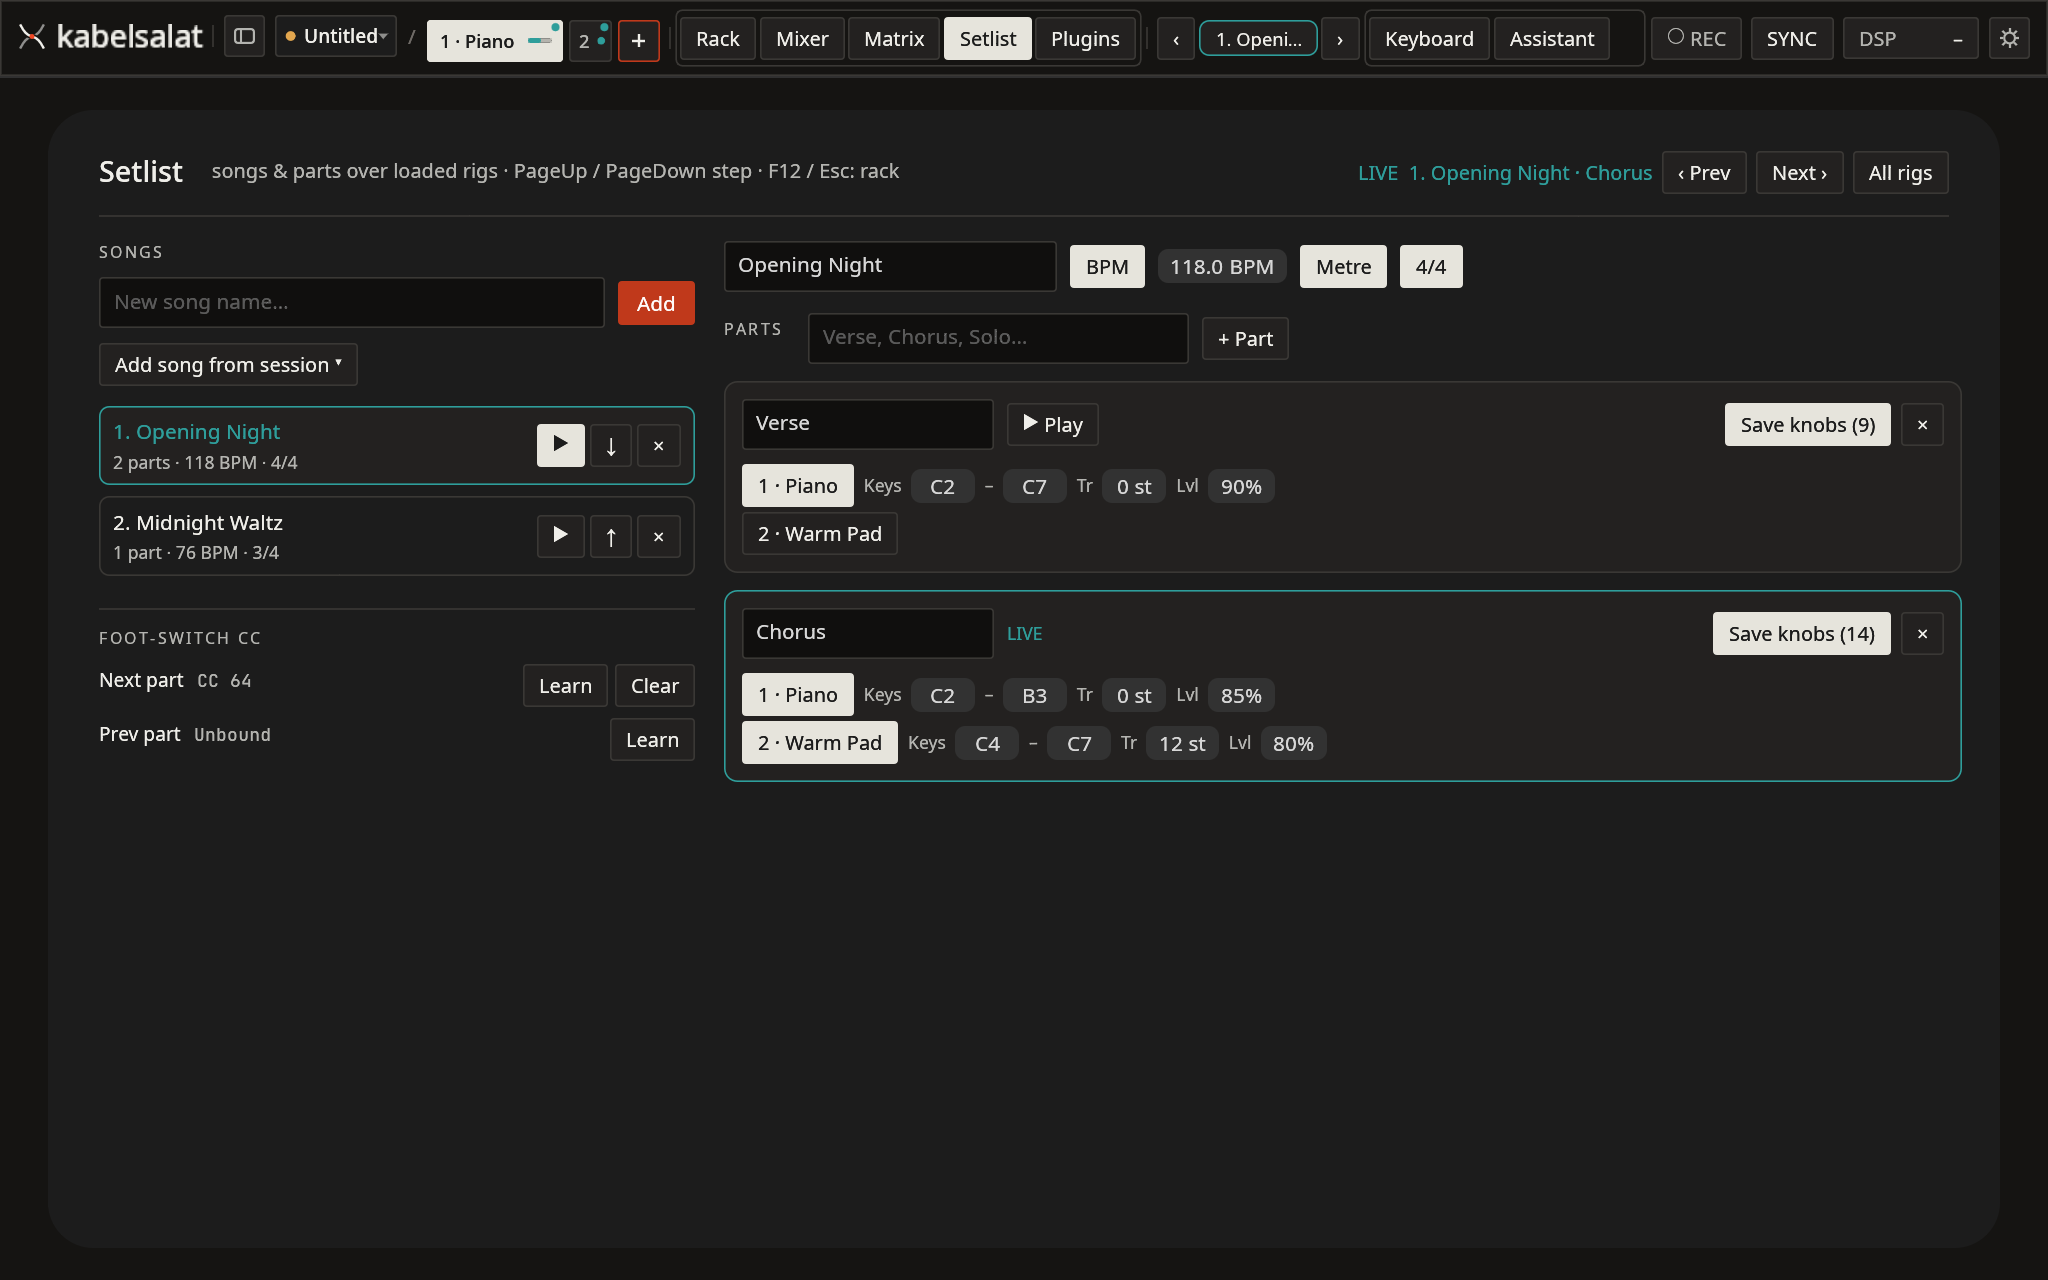 kabelsalat Untitled / 1 · Piano 2 + Rack Mixer Matrix Setlist Plugins ‹ 1. Openi... › Keyboard Assistant REC SYNC DSP –
Setlist songs & parts over loaded rigs · PageUp / PageDown step · F12 / Esc: rack LIVE 1. Opening Night · Chorus ‹ Prev Next › All rigs
SONGS
New song name... Add
Add song from session
1. Opening Night
2 parts · 118 BPM · 4/4
↓ ×
2. Midnight Waltz
1 part · 76 BPM · 3/4
↑ ×
FOOT-SWITCH CC
Next part CC 64 Learn Clear
Prev part Unbound Learn
Opening Night BPM 118.0 BPM Metre 4/4
PARTS Verse, Chorus, Solo... + Part
Verse Play Save knobs (9) ×
1 · Piano Keys C2 – C7 Tr 0 st Lvl 90%
2 · Warm Pad
Chorus LIVE Save knobs (14) ×
1 · Piano Keys C2 – B3 Tr 0 st Lvl 85%
2 · Warm Pad Keys C4 – C7 Tr 12 st Lvl 80%